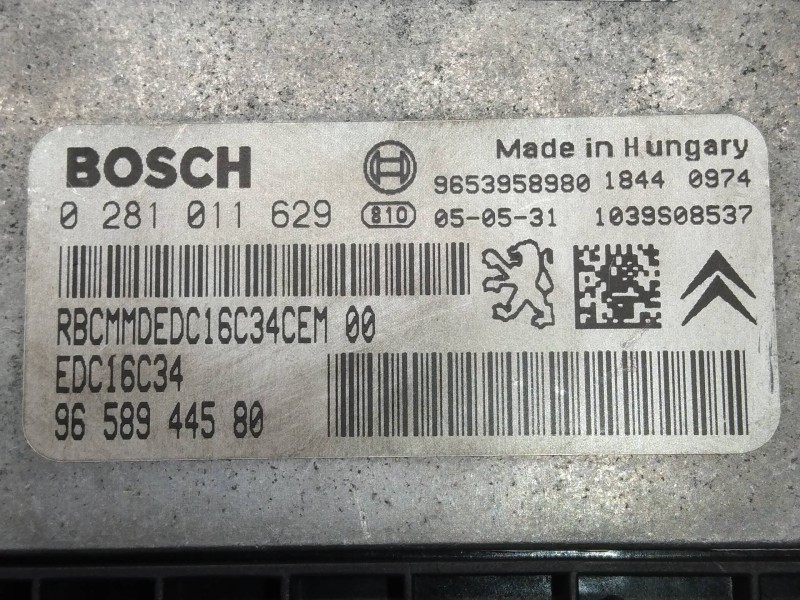 BOSCH
Made in Hungary
9653958980 1844 0974
0 281 011 629 810 05-05-31 1039S08537
RBCMMDEDC16C34CEM 00
EDC16C34
96 589 445 80